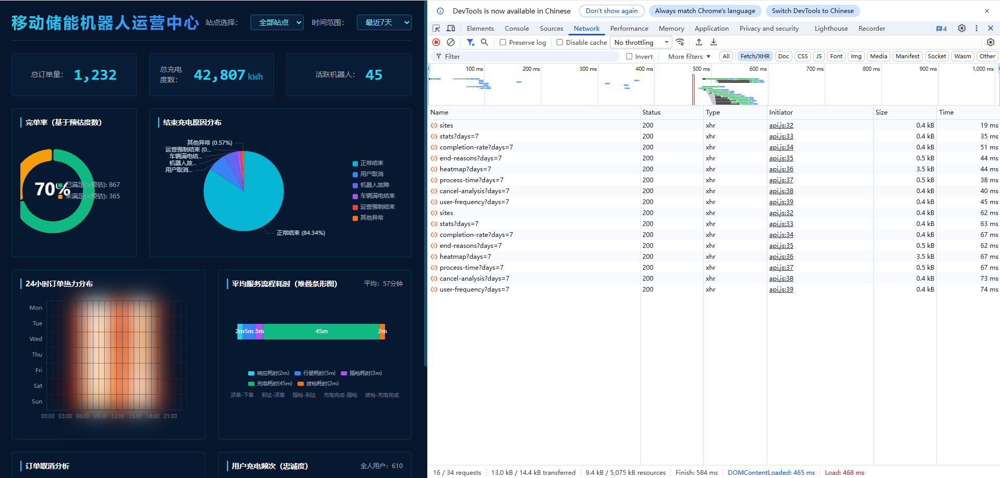 移动储能机器人运营中心
站点选择：
全部站点
时间范围：
最近7天
总订单量：
1,232
总充电
度数：
42,807 kWh
活跃机器人：
45
完单率（基于预估度数）
70%
已满足(≥预估): 867
未满足(<预估): 365
结束充电原因分布
其他异常 (0.57%)
运营强制结束 (0...
车辆满电结...
机器人故...
用户取消...
正常结束 (84.34%)
正常结束
用户取消
机器人故障
车辆满电结束
运营强制结束
其他异常
24小时订单热力分布
Mon
Tue
Wed
Thu
Fri
Sat
Sun
00:00 03:00 06:00 09:00 12:00 15:00 18:00 21:00
平均服务流程耗时（堆叠条形图）
平均：57分钟
2m 5m 3m 45m 2m
响应耗时(2m) 行驶耗时(5m) 插枪耗时(3m)
充电耗时(45m) 拔枪耗时(2m)
派单-下单 到达-派单 插枪-到达 充电完成-插枪 拔枪-充电完成
订单取消分析
用户充电频次（忠诚度）
全人用户：610
DevTools is now available in Chinese
Don't show again
Always match Chrome's language
Switch DevTools to Chinese
Elements Console Sources Network Performance Memory Application Privacy and security Lighthouse Recorder
4
Preserve log
Disable cache
No throttling
Filter
Invert
More filters
All Fetch/XHR Doc CSS JS Font Img Media Manifest Socket Wasm Other
100 ms 200 ms 300 ms 400 ms 500 ms 600 ms 700 ms 800 ms 900 ms 1,000 ms
Name Status Type Initiator Size Time
sites 200 xhr api.js:32 0.4 kB 19 ms
stats?days=7 200 xhr api.js:33 0.4 kB 35 ms
completion-rate?days=7 200 xhr api.js:34 0.4 kB 51 ms
end-reasons?days=7 200 xhr api.js:35 0.5 kB 44 ms
heatmap?days=7 200 xhr api.js:36 3.5 kB 44 ms
process-time?days=7 200 xhr api.js:37 0.5 kB 38 ms
cancel-analysis?days=7 200 xhr api.js:38 0.4 kB 40 ms
user-frequency?days=7 200 xhr api.js:39 0.4 kB 45 ms
sites 200 xhr api.js:32 0.4 kB 62 ms
stats?days=7 200 xhr api.js:33 0.4 kB 63 ms
completion-rate?days=7 200 xhr api.js:34 0.4 kB 67 ms
end-reasons?days=7 200 xhr api.js:35 0.5 kB 62 ms
heatmap?days=7 200 xhr api.js:36 3.5 kB 67 ms
process-time?days=7 200 xhr api.js:37 0.5 kB 67 ms
cancel-analysis?days=7 200 xhr api.js:38 0.4 kB 73 ms
user-frequency?days=7 200 xhr api.js:39 0.4 kB 74 ms
16 / 34 requests 13.0 kB / 14.4 kB transferred 9.4 kB / 5,075 kB resources Finish: 584 ms DOMContentLoaded: 465 ms Load: 468 ms